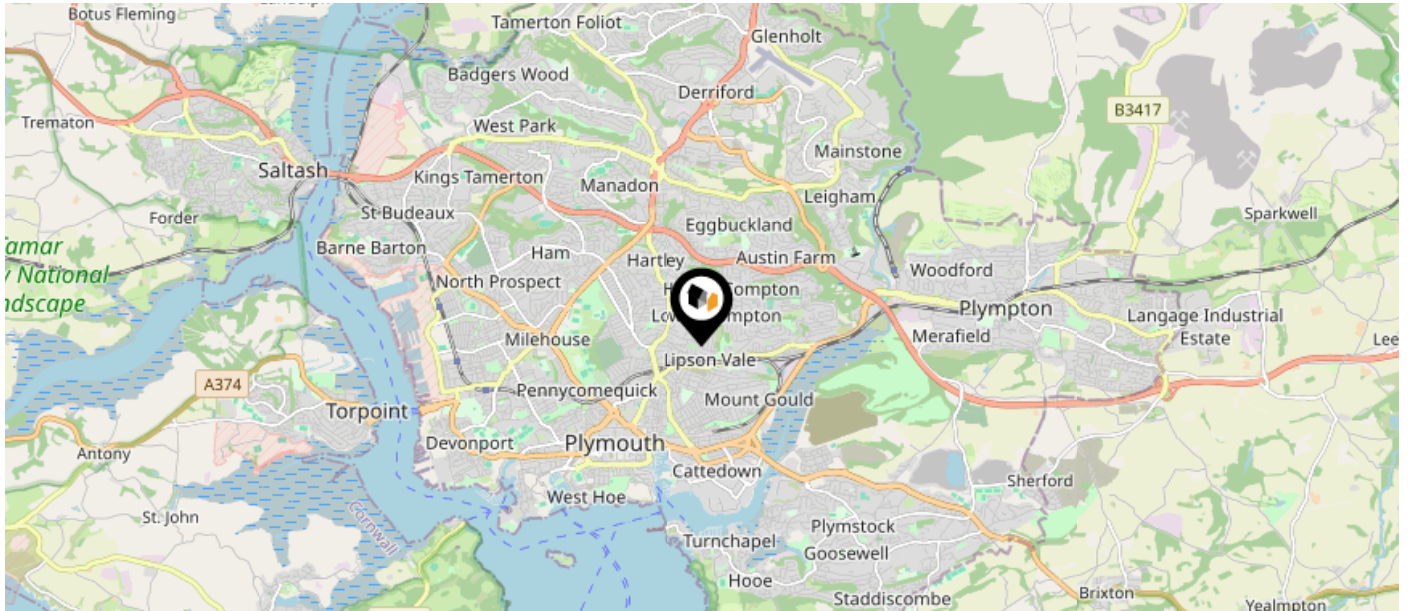 Botus Fleming
Tamerton Foliot
Glenholt
Badgers Wood
Derriford
B3417
Trematon
West Park
Mainstone
Saltash
Kings Tamerton
Manadon
Leigham
Forder
St Budeaux
Eggbuckland
Sparkwell
Tamar
y National
ndscape
Barne Barton
Ham
Hartley
Austin Farm
Woodford
North Prospect
Compton
Plympton
Langage Industrial
Estate
Milehouse
Merafield
Lee
Lipson Vale
A374
Pennycomequick
Mount Gould
Torpoint
Devonport
Plymouth
Antony
Cattedown
Sherford
West Hoe
St. John
Cornwall
Plymstock
Turnchapel
Goosewell
Hooe
Staddiscombe
Brixton
Yealmpton